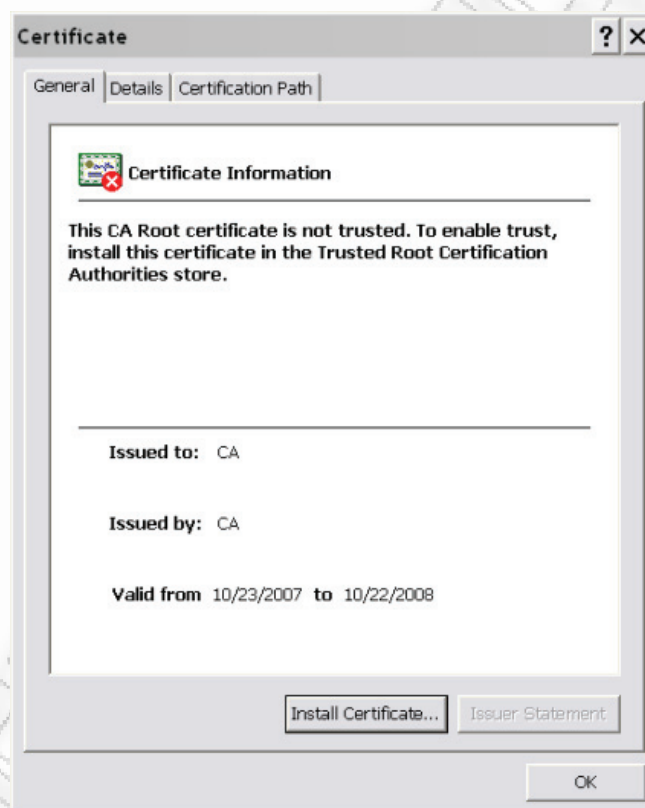 Certificate
General Details Certification Path
Certificate Information
This CA Root certificate is not trusted. To enable trust,
install this certificate in the Trusted Root Certification
Authorities store.
Issued to: CA
Issued by: CA
Valid from 10/23/2007 to 10/22/2008
Install Certificate... Issuer Statement
OK